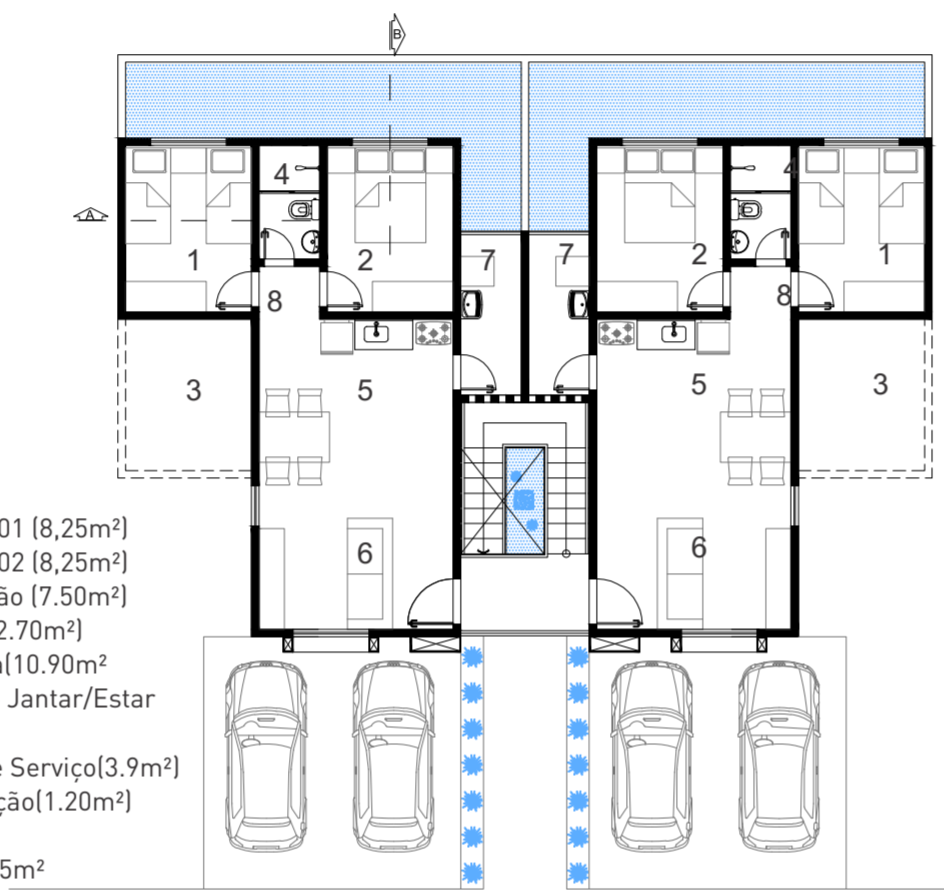 B
4
4
A
1
2
7
7
2
1
8
8
3
5
5
3
6
6
01 (8,25m²)
02 (8,25m²)
ão (7.50m²)
2.70m²)
(10.90m²
Jantar/Estar
e Serviço(3.9m²)
ção(1.20m²)
5m²